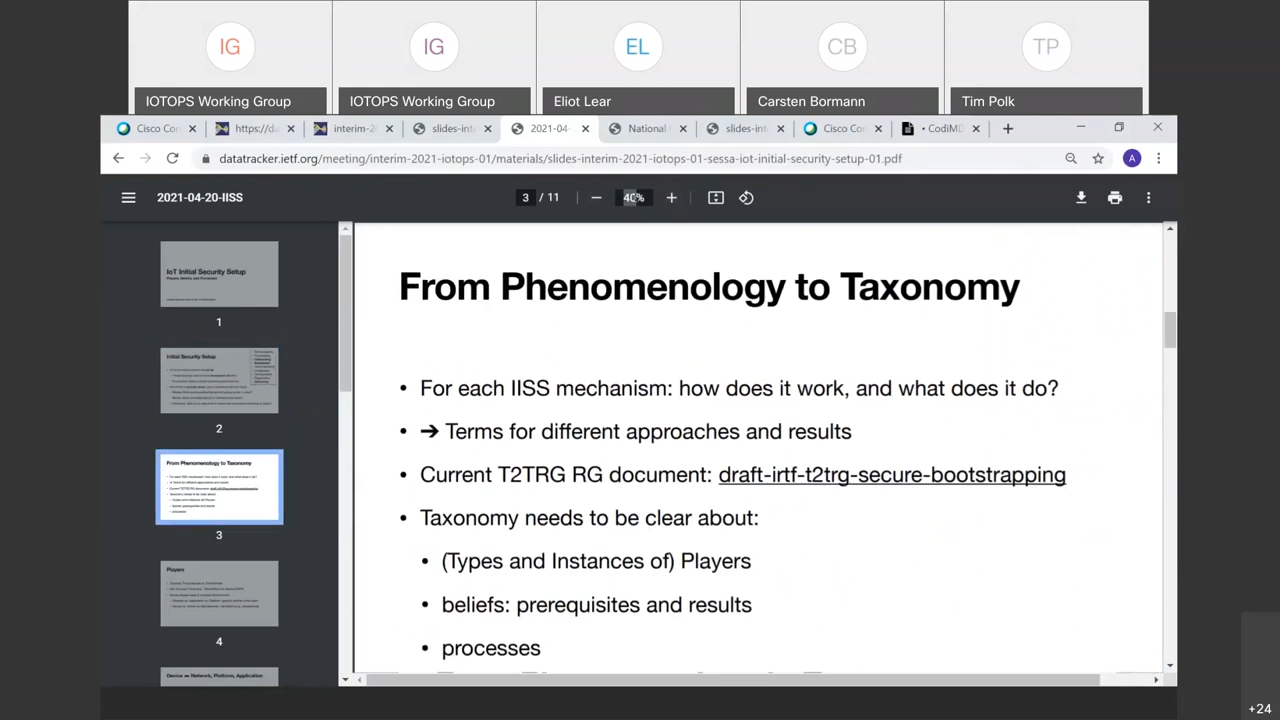 IG
IG
EL
CB
TP
IOTOPS Working Group
IOTOPS Working Group
Eliot Lear
Carsten Bormann
Tim Polk
Cisco Co
https://da
interim-2
slides-int
2021-04-
National
slides-int
Cisco Co
• CodiMD
datatracker.ietf.org/meeting/interim-2021-iotops-01/materials/slides-interim-2021-iotops-01-sessa-iot-initial-security-setup-01.pdf
A
2021-04-20-IISS
3 / 11
40%
IoT Initial Security Setup
1
Initial Security Setup
2
From Phenomenology to Taxonomy
3
Players
4
Device ↔ Network, Platform, Application
From Phenomenology to Taxonomy
• For each IISS mechanism: how does it work, and what does it do?
• ➔ Terms for different approaches and results
• Current T2TRG RG document: draft-irtf-t2trg-secure-bootstrapping
• Taxonomy needs to be clear about:
• (Types and Instances of) Players
• beliefs: prerequisites and results
• processes
+24